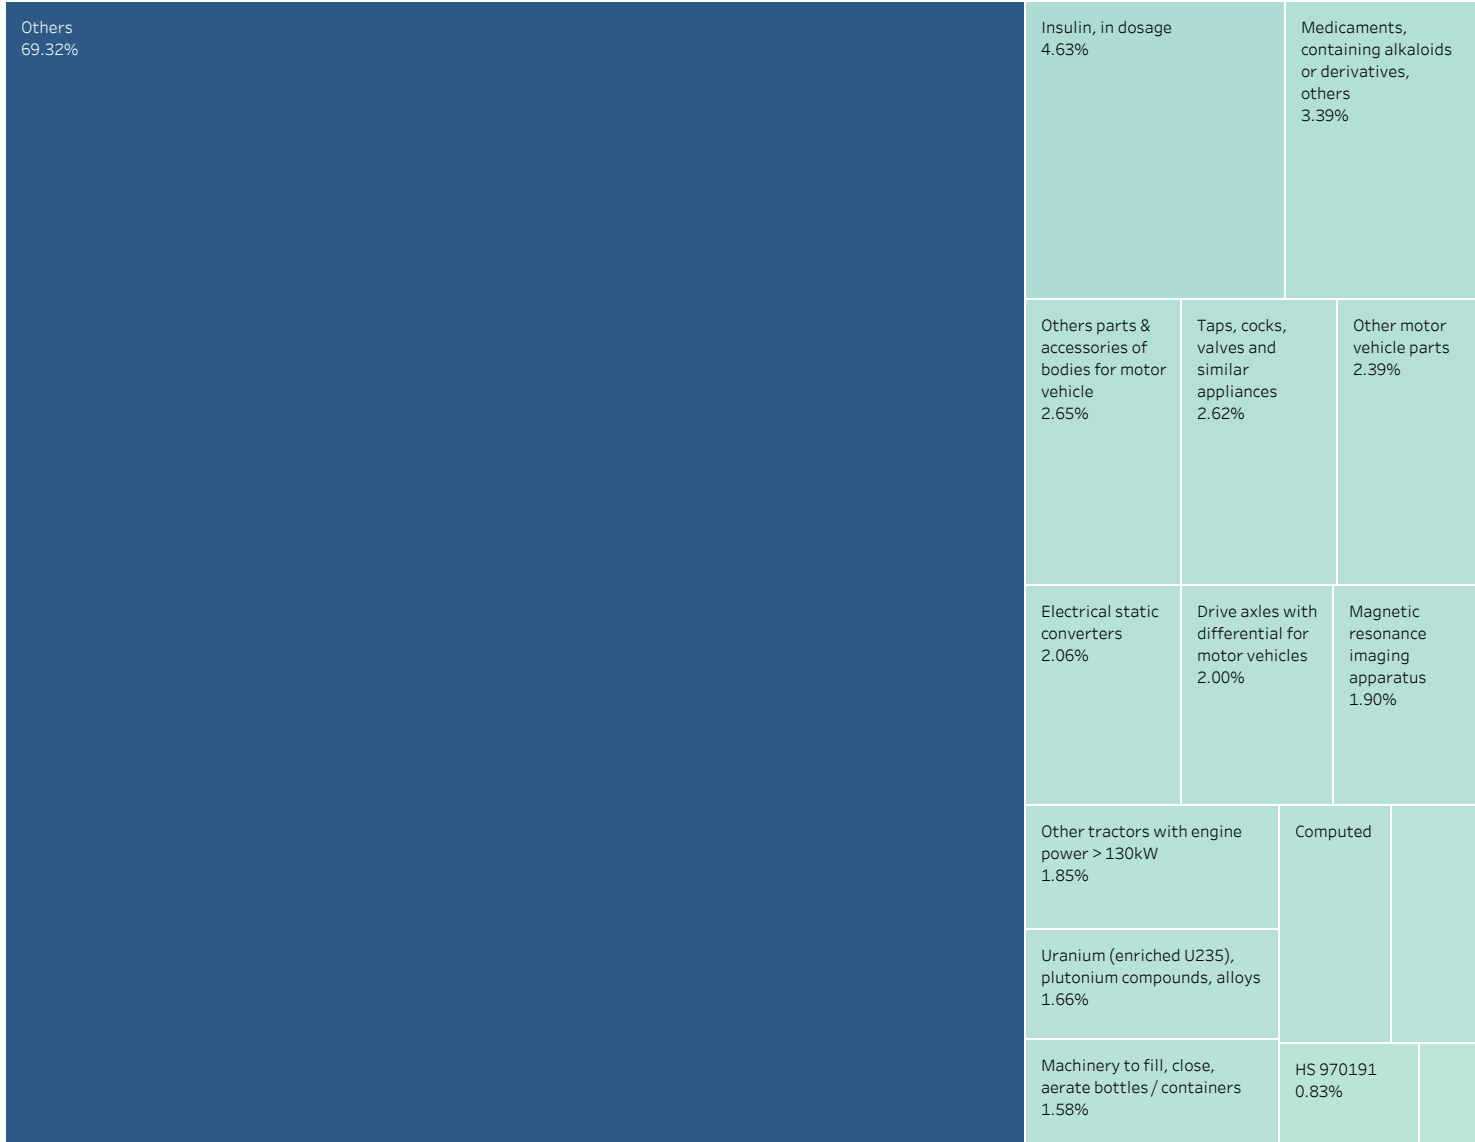 Others
69.32%
Insulin, in dosage
4.63%
Medicaments,
containing alkaloids
or derivatives,
others
3.39%
Others parts &
accessories of
bodies for motor
vehicle
2.65%
Taps, cocks,
valves and
similar
appliances
2.62%
Other motor
vehicle parts
2.39%
Electrical static
converters
2.06%
Drive axles with
differential for
motor vehicles
2.00%
Magnetic
resonance
imaging
apparatus
1.90%
Other tractors with engine
power > 130kW
1.85%
Computed
Uranium (enriched U235),
plutonium compounds, alloys
1.66%
Machinery to fill, close,
aerate bottles / containers
1.58%
HS 970191
0.83%